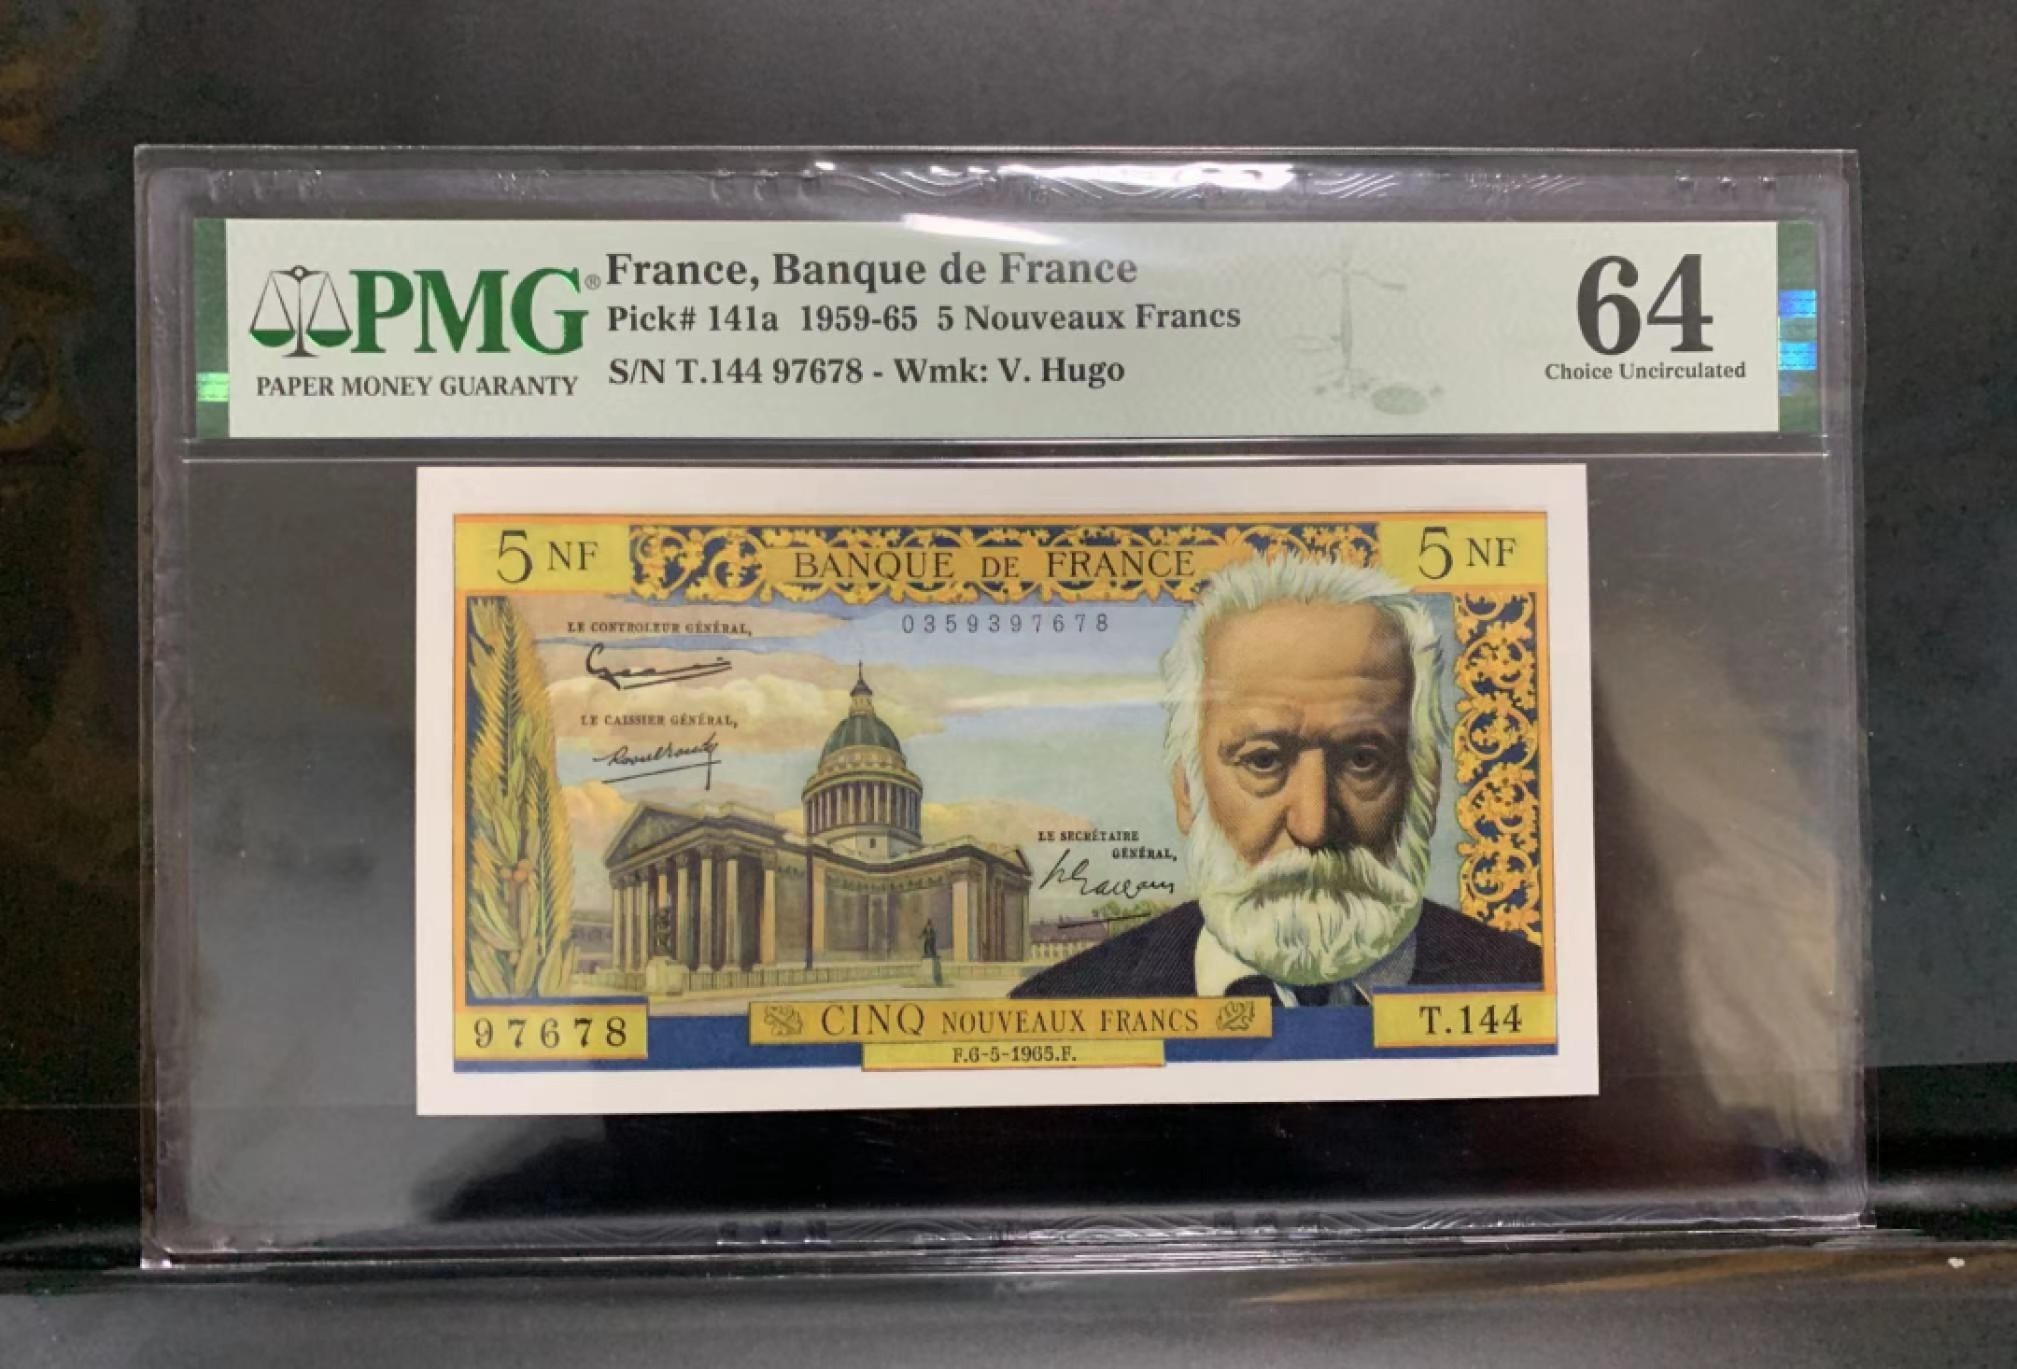 PMG®
PAPER MONEY GUARANTY
France, Banque de France
Pick# 141a 1959-65 5 Nouveaux Francs
S/N T.144 97678 - Wmk: V. Hugo
64
Choice Uncirculated
5 NF
BANQUE DE FRANCE
5 NF
LE CONTROLEUR GÉNÉRAL,
0359397678
LE CAISSIER GÉNÉRAL,
LE SECRÉTAIRE
GÉNÉRAL,
97678
CINQ NOUVEAUX FRANCS
T.144
F.6-5-1965.F.